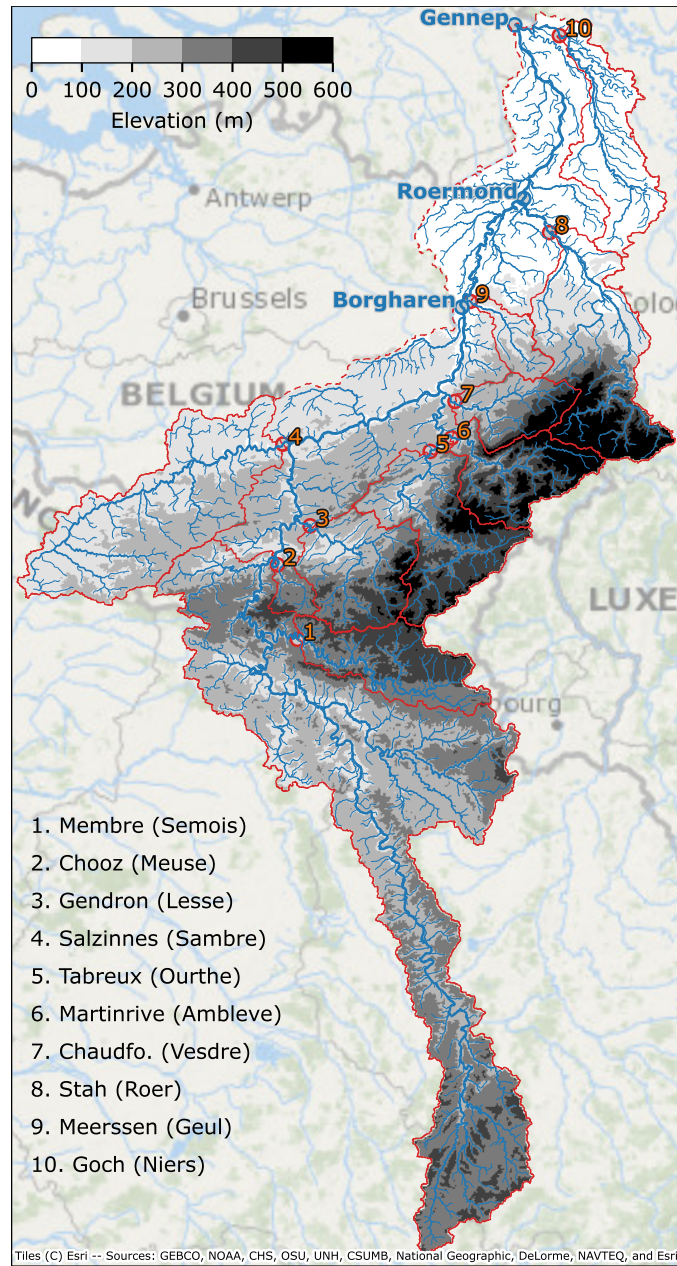 Gennep
10
0 100 200 300 400 500 600
Elevation (m)
Antwerp
Roermond
8
Brussels
Borgharen
9
Colo
BELGIUM
7
4
6
5
3
2
LUXE
1
bourg
1. Membre (Semois)
2. Chooz (Meuse)
3. Gendron (Lesse)
4. Salzinnes (Sambre)
5. Tabreux (Ourthe)
6. Martinrive (Ambleve)
7. Chaudfo. (Vesdre)
8. Stah (Roer)
9. Meerssen (Geul)
10. Goch (Niers)
Tiles (C) Esri -- Sources: GEBCO, NOAA, CHS, OSU, UNH, CSUMB, National Geographic, DeLorme, NAVTEQ, and Esri